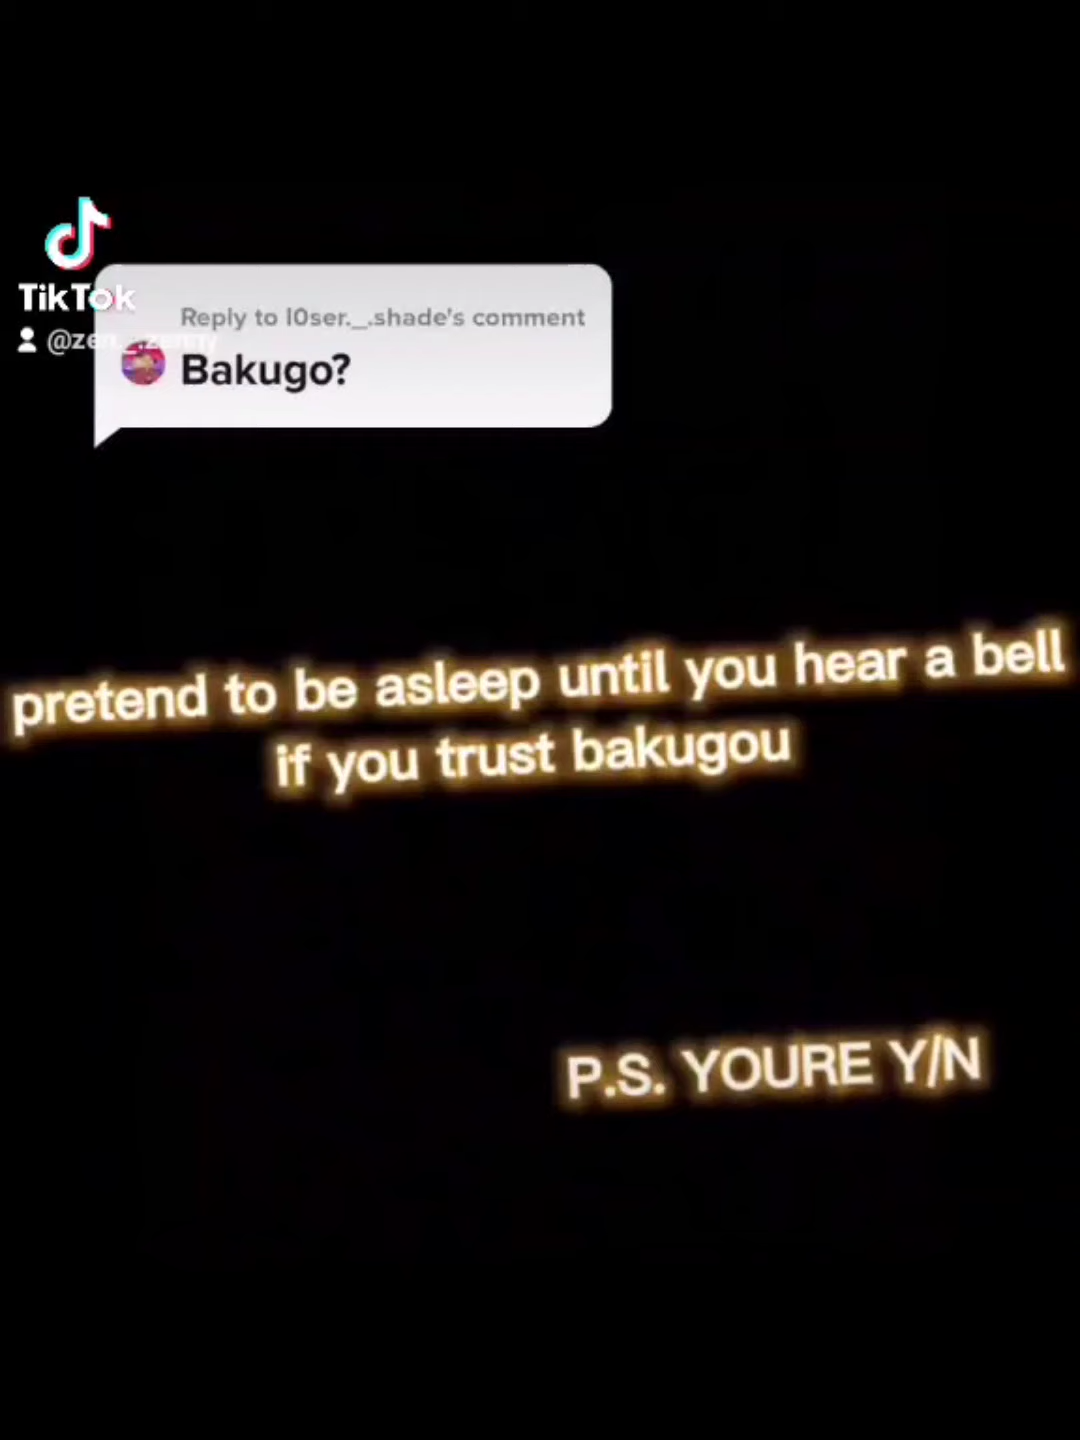 TikTok
Reply to l0ser._.shade's comment
Bakugo?
pretend to be asleep until you hear a bell
if you trust bakugou
P.S. YOURE Y/N